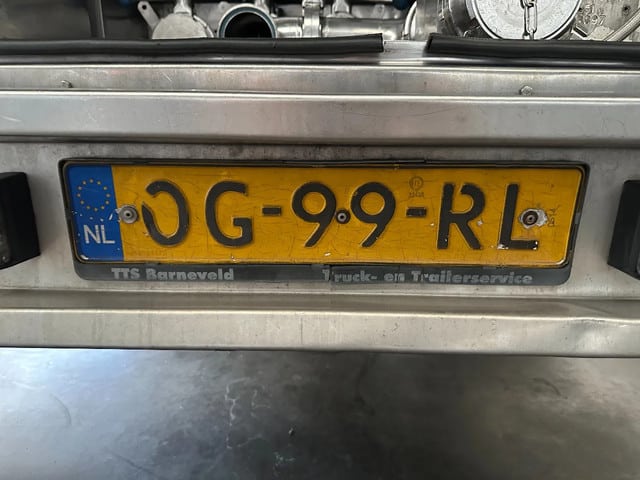 NL OG-99-RL
TTS Barneveld Truck- en Trailerservice